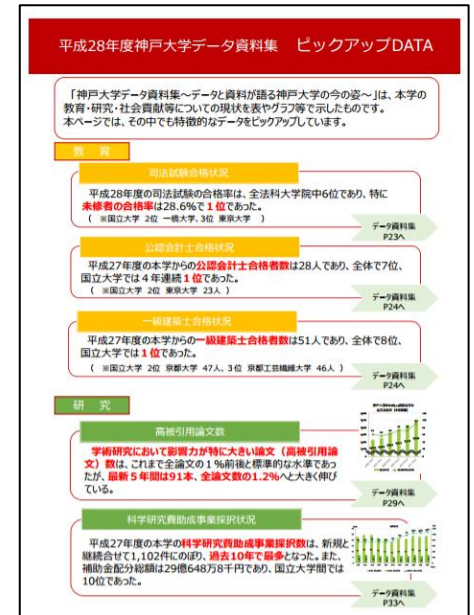 平成28年度神戸大学データ資料集　ピックアップDATA
「神戸大学データ資料集～データと資料が語る神戸大学の今の姿～」は、本学の
教育・研究・社会貢献等についての現状を表やグラフ等で示したものです。
本ページでは、その中でも特徴的なデータをピックアップしています。
教　育
司法試験合格状況
平成28年度の司法試験の合格率は、全法科大学院中6位であり、特に
未修者の合格率は28.6%で１位であった。
（　※国立大学　2位　一橋大学、3位　東京大学　）
データ資料集
P23へ
公認会計士合格状況
平成27年度の本学からの公認会計士合格者数は28人であり、全体で7位、
国立大学では４年連続１位であった。
（　※国立大学　2位　東京大学　23人　）
データ資料集
P24へ
一級建築士合格状況
平成27年度の本学からの一級建築士合格者数は51人であり、全体で8位、
国立大学では１位であった。
（　※国立大学　2位　京都大学　47人、3位　京都工芸繊維大学　46人　）
データ資料集
P24へ
研　究
高被引用論文数
学術研究において影響力が特に大きい論文（高被引用論
文）数は、これまで全論文の１%前後と標準的な水準であっ
たが、最新５年間は91本、全論文数の1.2%へと大きく伸び
ている。
データ資料集
P29へ
科学研究費助成事業採択状況
平成27年度の本学の科学研究費助成事業採択数は、新規と
継続合せて1,102件にのぼり、過去10年で最多となった。また、
補助金配分総額は29億648万8千円であり、国立大学間では
10位であった。
データ資料集
P33へ